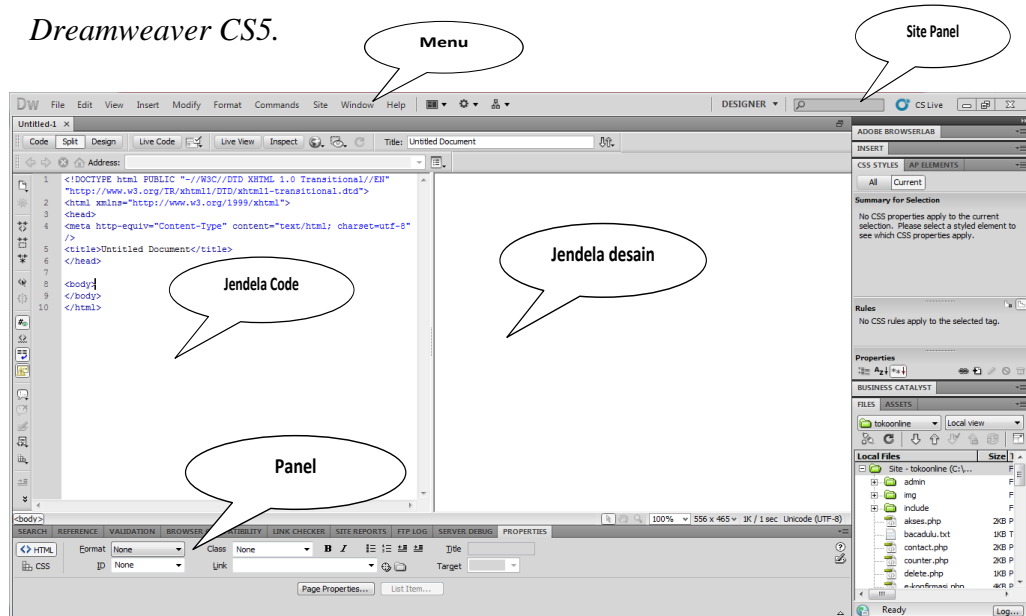 Dreamweaver CS5.
Menu
Site Panel
DW File Edit View Insert Modify Format Commands Site Window Help DESIGNER CS Live
Untitled-1 ×
Code Split Design Live Code Live View Inspect Title: Untitled Document
Address:
1 <!DOCTYPE html PUBLIC "-//W3C//DTD XHTML 1.0 Transitional//EN"
"http://www.w3.org/TR/xhtml1/DTD/xhtml1-transitional.dtd">
2 <html xmlns="http://www.w3.org/1999/xhtml">
3 <head>
4 <meta http-equiv="Content-Type" content="text/html; charset=utf-8"
/>
5 <title>Untitled Document</title>
6 </head>
7
8 <body>
9 </body>
10 </html>
Jendela Code
Jendela desain
Panel
ADOBE BROWSERLAB
INSERT
CSS STYLES AP ELEMENTS
All Current
Summary for Selection
No CSS properties apply to the current
selection. Please select a styled element to
see which CSS properties apply.
Rules
No CSS rules apply to the selected tag.
Properties
BUSINESS CATALYST
FILES ASSETS
tokoonline Local view
Local Files Size T
Site - tokoonline (C:\... F
admin F
img F
include F
akses.php 2KB P
bacadulu.txt 1KB T
contact.php 2KB P
counter.php 2KB P
delete.php 1KB P
e-konfirmasi.php 4KB P
Ready Log...
<body> 100% 556 x 465 1K / 1 sec Unicode (UTF-8)
SEARCH REFERENCE VALIDATION BROWSER COMPATIBILITY LINK CHECKER SITE REPORTS FTP LOG SERVER DEBUG PROPERTIES
<> HTML Format None Class None B I Title
CSS ID None Link Target
Page Properties... List Item...